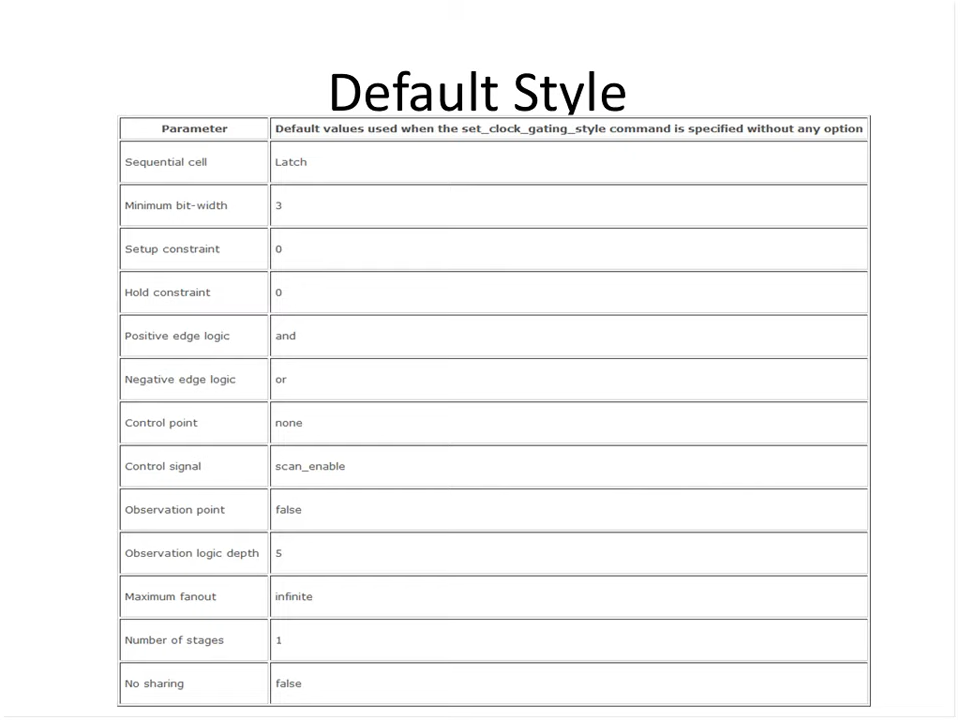 Default Style
Parameter Default values used when the set_clock_gating_style command is specified without any option
Sequential cell Latch
Minimum bit-width 3
Setup constraint 0
Hold constraint 0
Positive edge logic and
Negative edge logic or
Control point none
Control signal scan_enable
Observation point false
Observation logic depth 5
Maximum fanout infinite
Number of stages 1
No sharing false